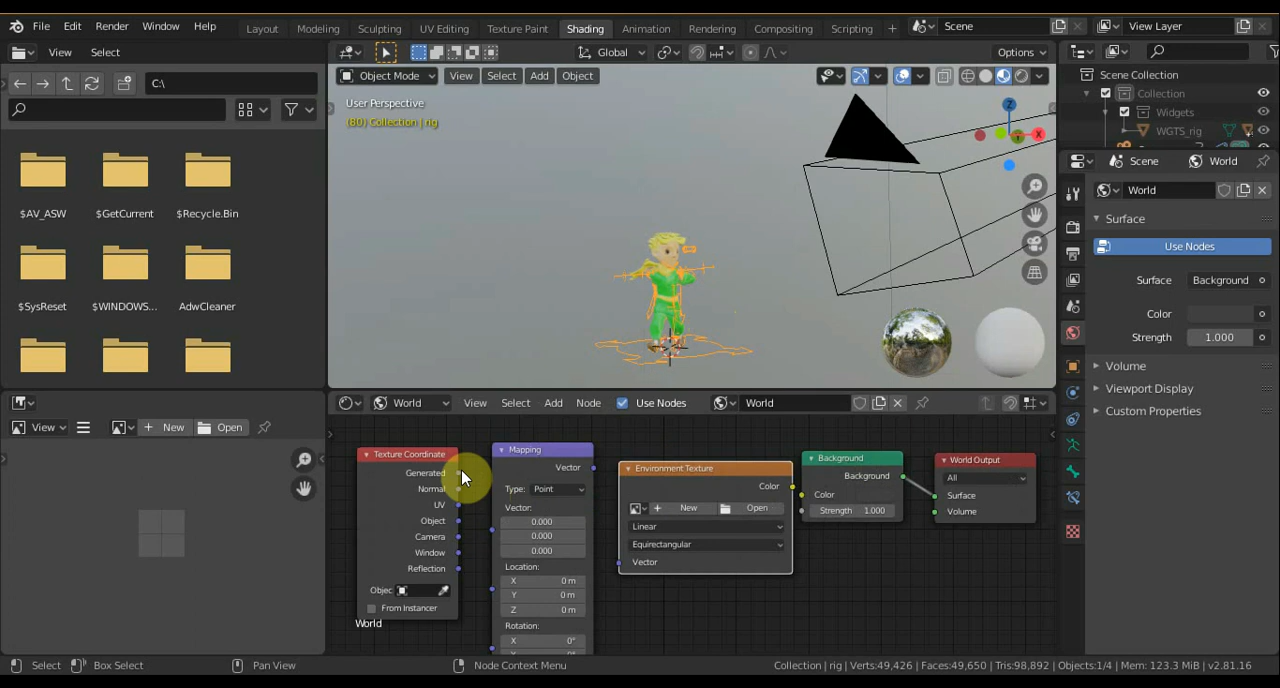 File Edit Render Window Help Layout Modeling Sculpting UV Editing Texture Paint Shading Animation Rendering Compositing Scripting Scene View Layer
View Select
Global Options
C:\
Object Mode View Select Add Object
User Perspective
(80) Collection | rig
Z
X
$AV_ASW $GetCurrent $Recycle.Bin
$SysReset $WINDOWS... AdwCleaner
Scene Collection
Collection
Widgets
WGTS_rig
Scene World
World
Surface
Use Nodes
Surface Background
Color
Strength 1.000
Volume
Viewport Display
Custom Properties
View New Open
World View Select Add Node Use Nodes World
Texture Coordinate
Generated
Normal
UV
Object
Camera
Window
Reflection
Objec
From Instancer
World
Mapping
Vector
Type: Point
Vector:
0.000
0.000
0.000
Location:
X 0 m
Y 0 m
Z 0 m
Rotation:
X 0°
Environment Texture
Color
New Open
Linear
Equirectangular
Vector
Background
Background
Color
Strength 1.000
World Output
All
Surface
Volume
Select Box Select Pan View Node Context Menu Collection | rig | Verts:49,426 | Faces:49,650 | Tris:98,892 | Objects:1/4 | Mem: 123.3 MiB | v2.81.16